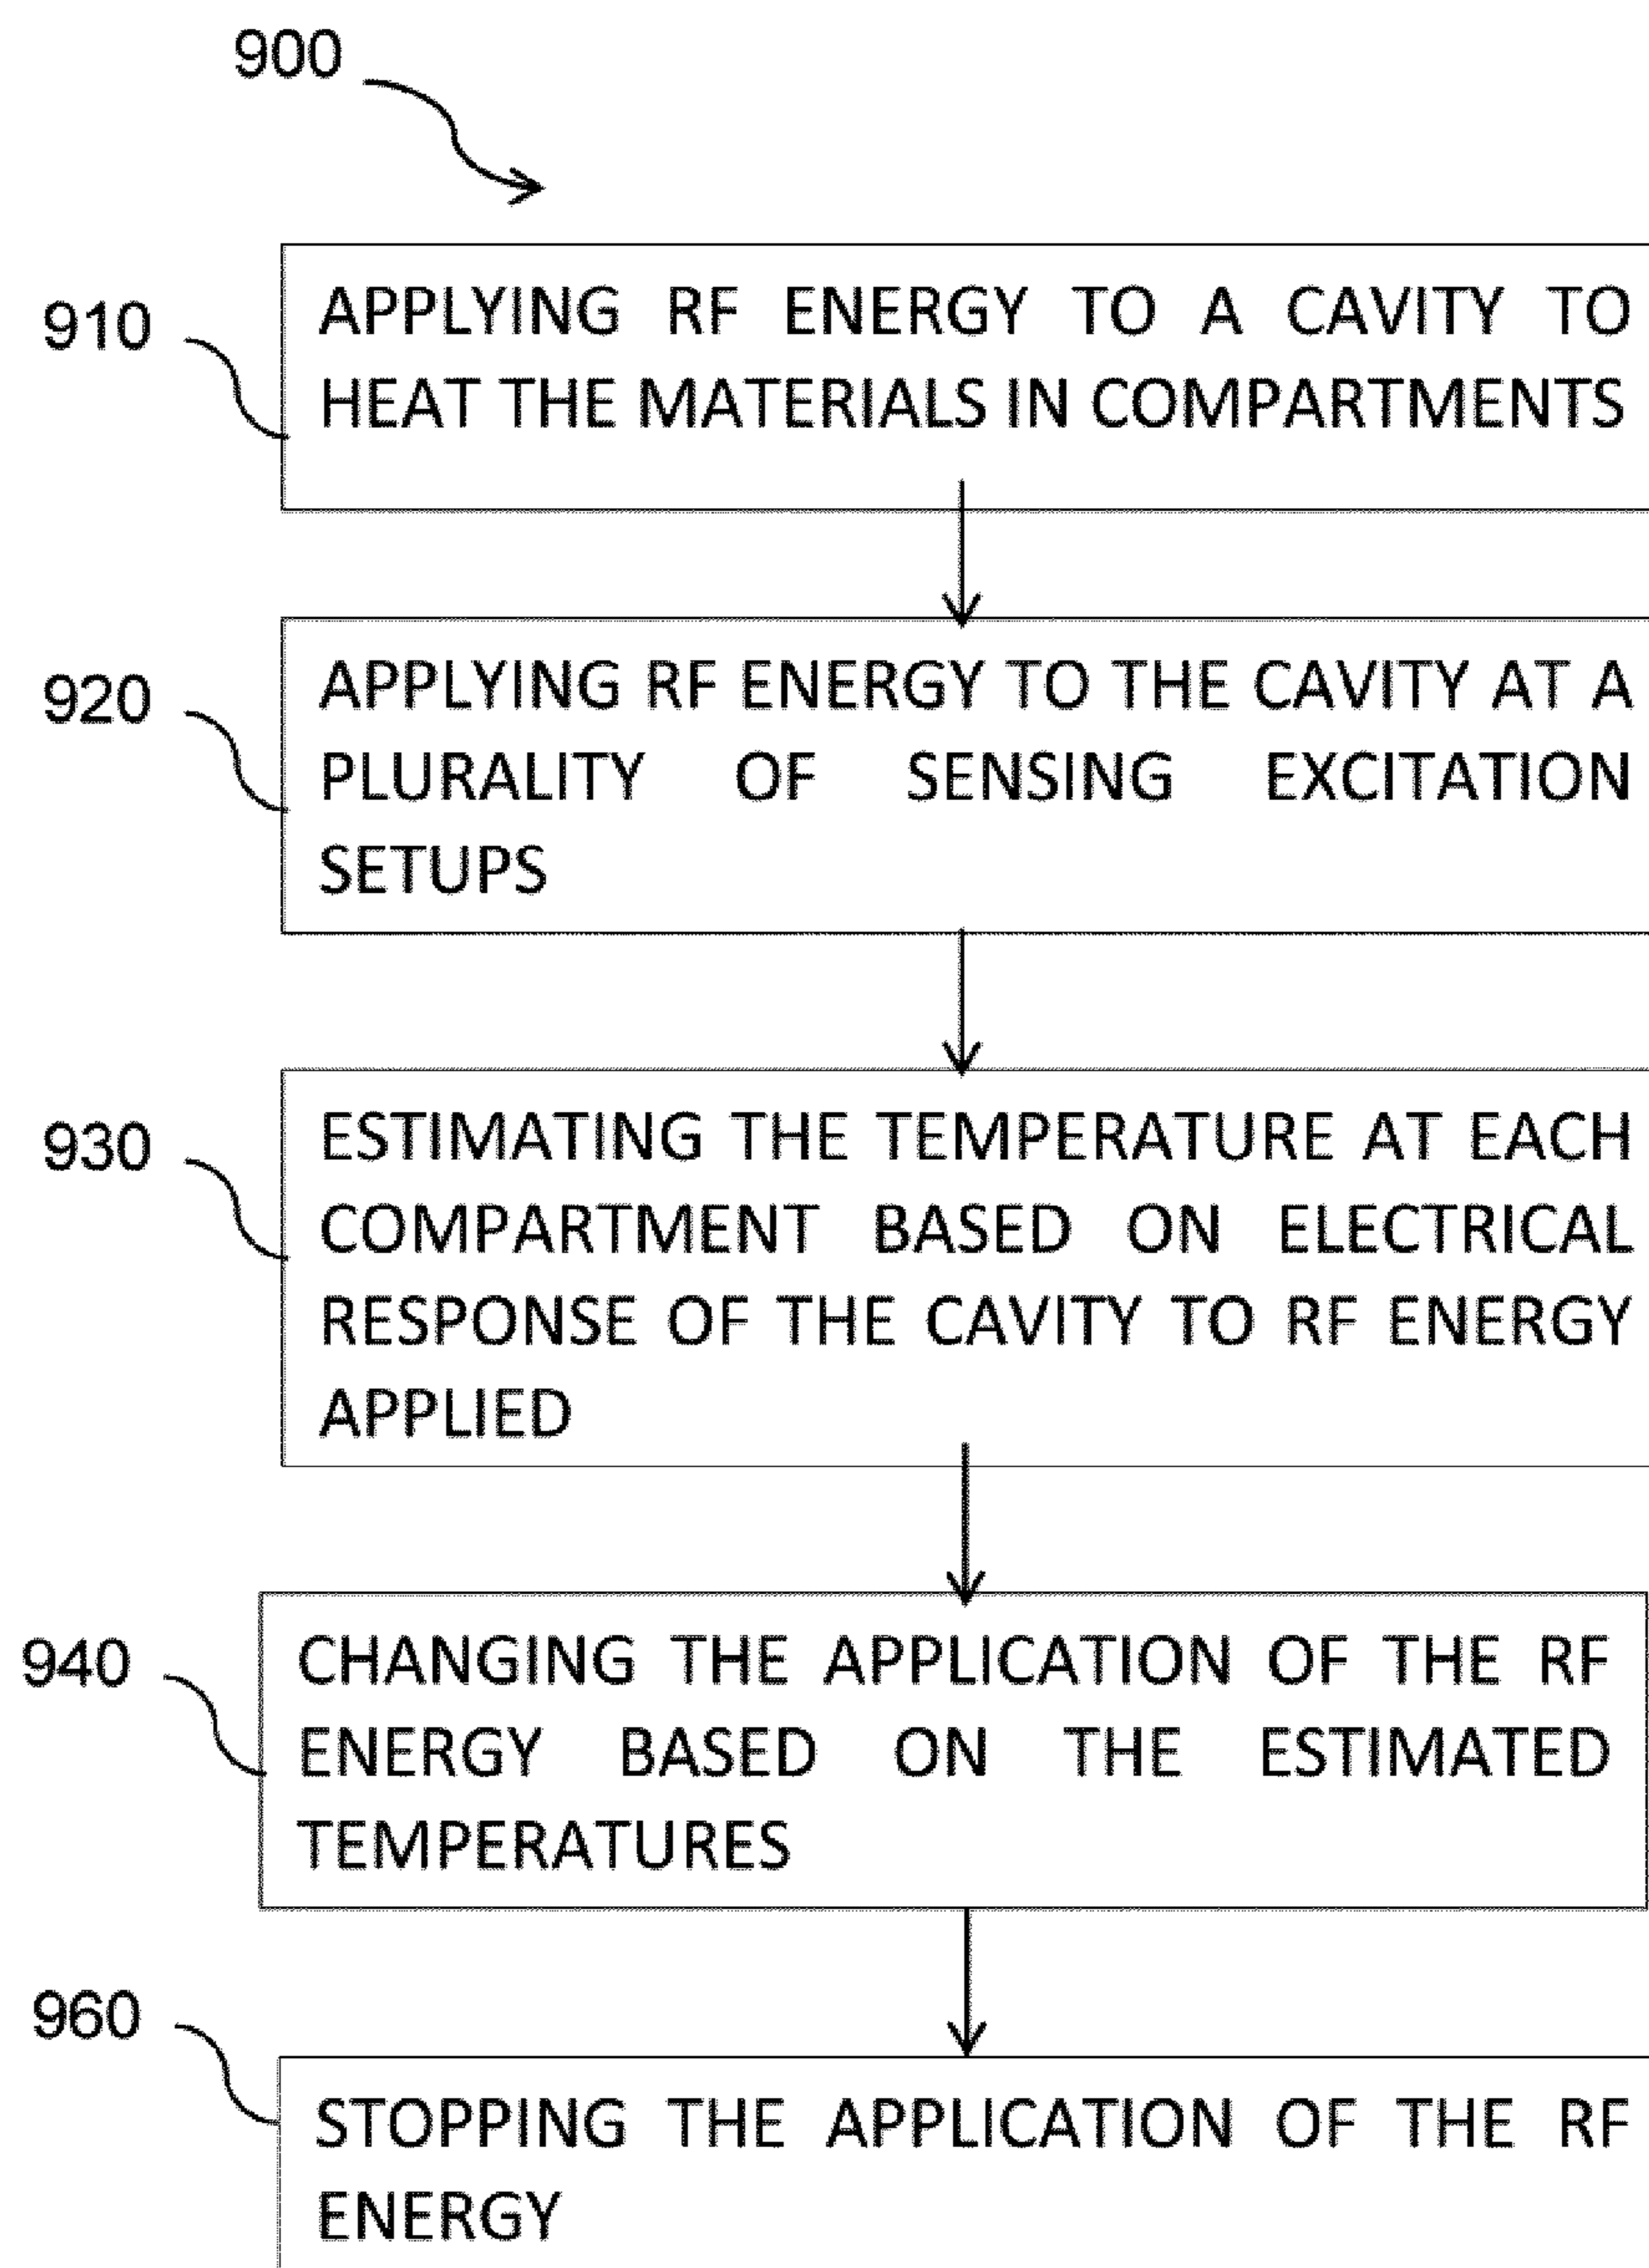 900
910
APPLYING RF ENERGY TO A CAVITY TO
HEAT THE MATERIALS IN COMPARTMENTS
920
APPLYING RF ENERGY TO THE CAVITY AT A
PLURALITY OF SENSING EXCITATION
SETUPS
930
ESTIMATING THE TEMPERATURE AT EACH
COMPARTMENT BASED ON ELECTRICAL
RESPONSE OF THE CAVITY TO RF ENERGY
APPLIED
940
CHANGING THE APPLICATION OF THE RF
ENERGY BASED ON THE ESTIMATED
TEMPERATURES
960
STOPPING THE APPLICATION OF THE RF
ENERGY